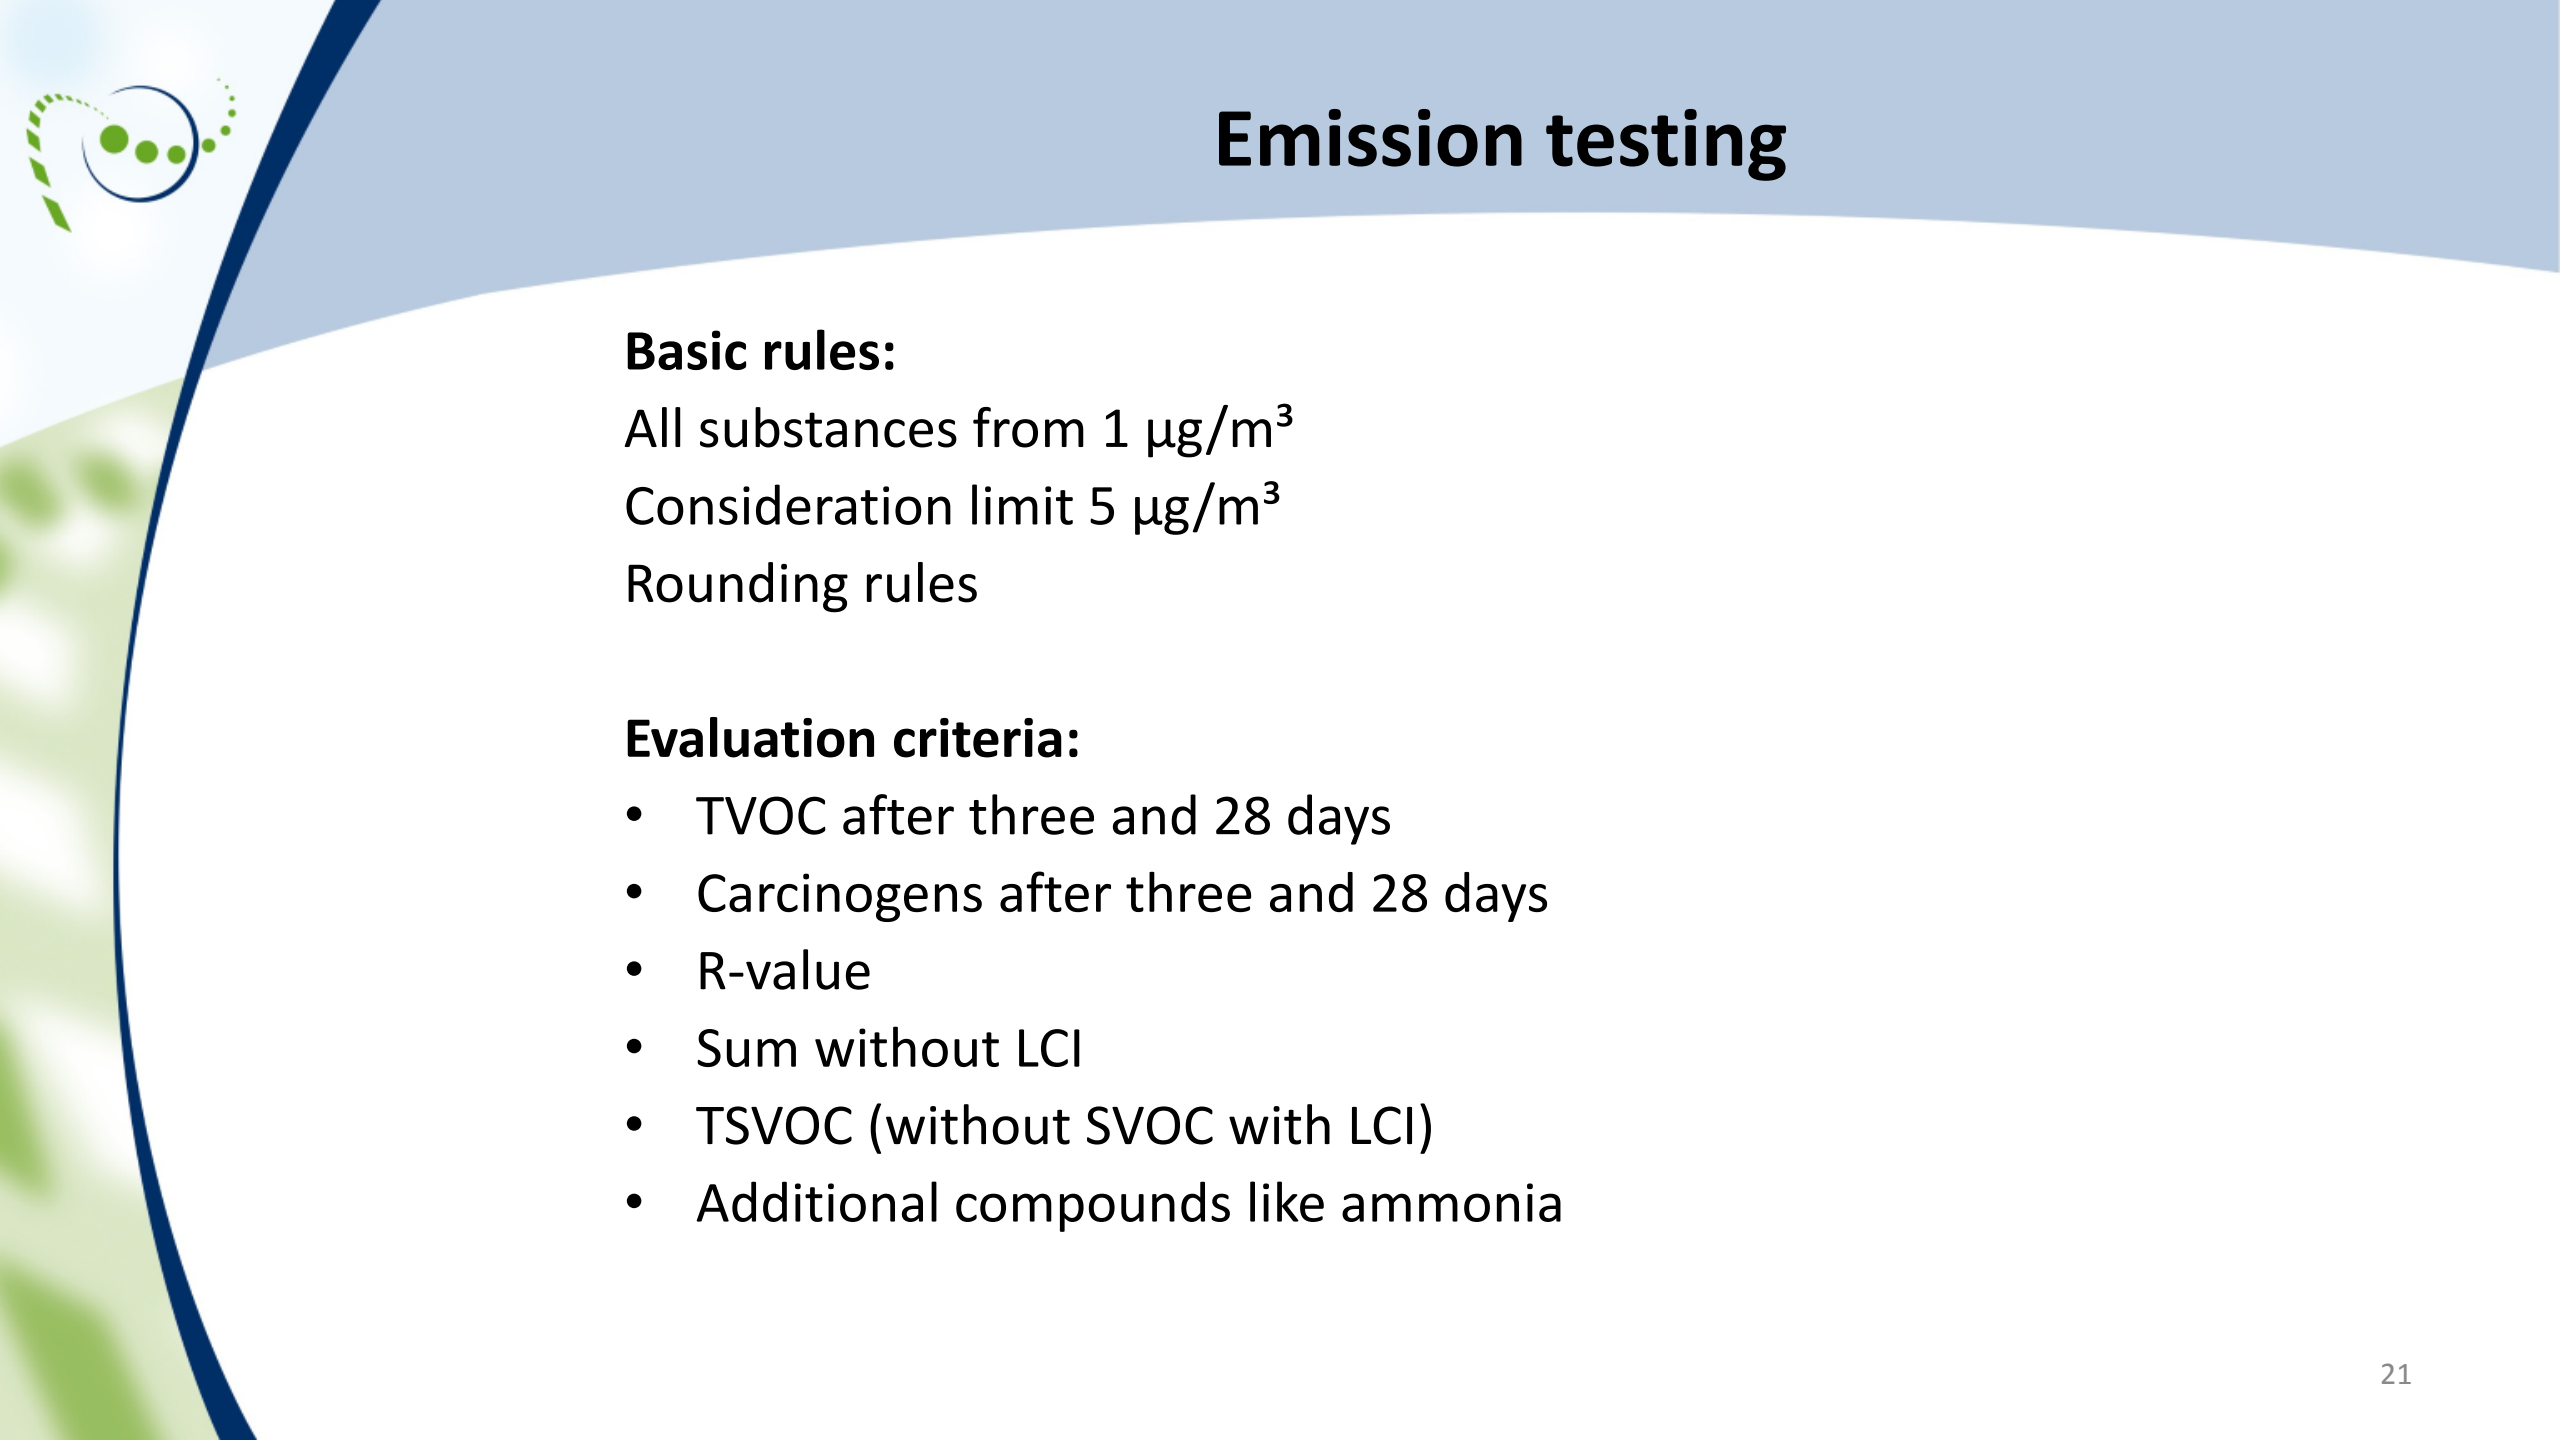 Emission testing
Basic rules:
All substances from 1 µg/m³
Consideration limit 5 µg/m³
Rounding rules
Evaluation criteria:
• TVOC after three and 28 days
• Carcinogens after three and 28 days
• R-value
• Sum without LCI
• TSVOC (without SVOC with LCI)
• Additional compounds like ammonia
21